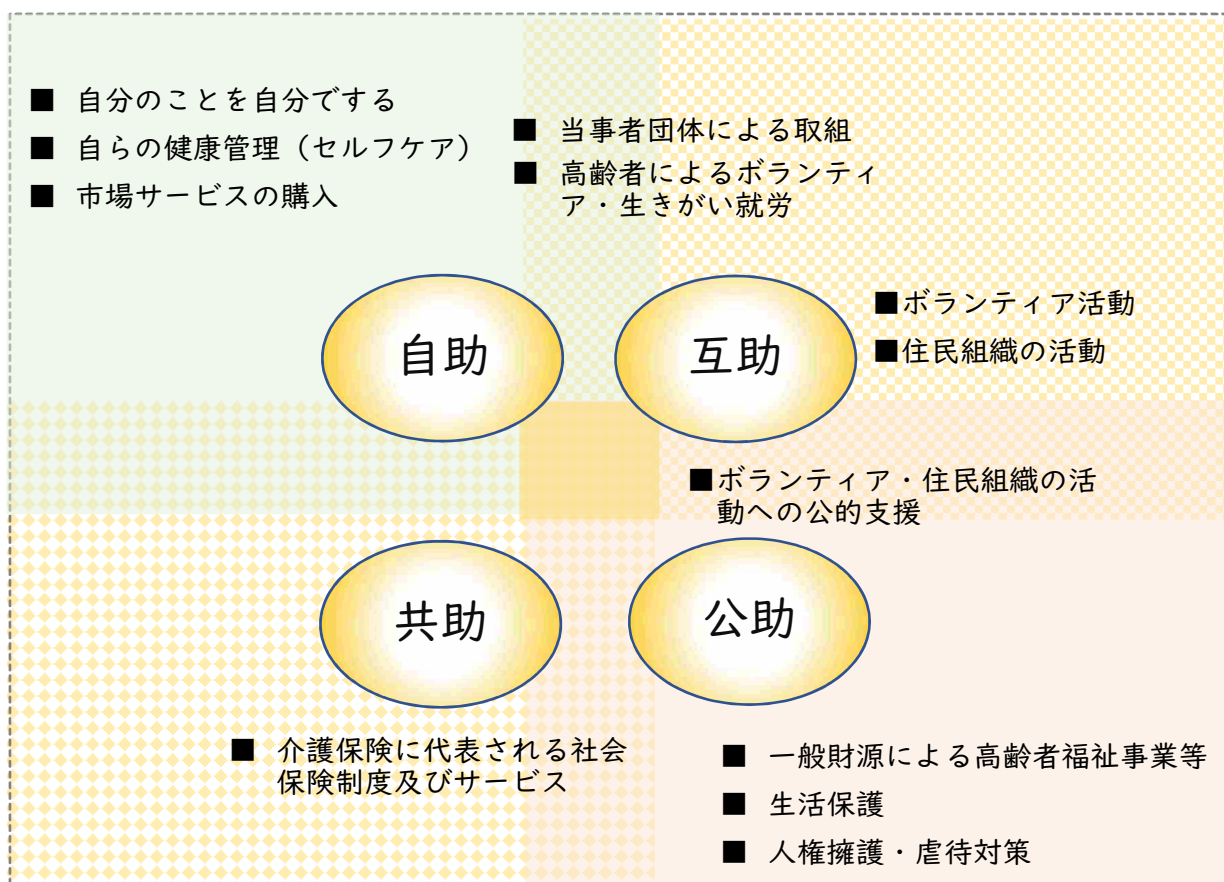 ■ 自分のことを自分でする
■ 自らの健康管理（セルフケア）
■ 市場サービスの購入
■ 当事者団体による取組
■ 高齢者によるボランティ
ア・生きがい就労
自助
互助
■ボランティア活動
■住民組織の活動
■ボランティア・住民組織の活
動への公的支援
共助
公助
■ 介護保険に代表される社会
保険制度及びサービス
■ 一般財源による高齢者福祉事業等
■ 生活保護
■ 人権擁護・虐待対策